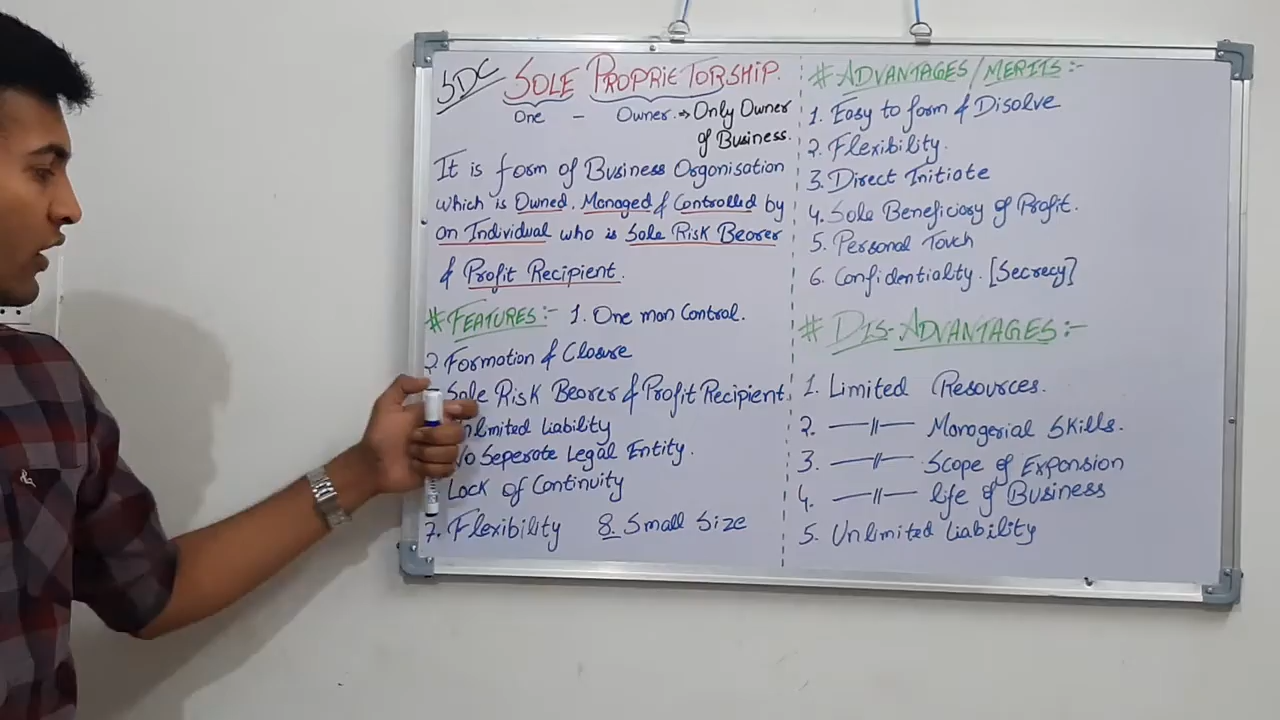 SDC SOLE PROPRIETORSHIP.
One - Owner. ⇒ Only Owner
of Business.
It is form of Business Organisation
which is Owned, Managed & Controlled by
an Individual who is Sole Risk Bearer
& Profit Recipient.
# FEATURES:- 1. One man Control.
2 Formation & Closure
Sole Risk Bearer & Profit Recipient
Unlimited liability
No Seperate Legal Entity.
Lack of Continuity
7. Flexibility 8. Small Size
# ADVANTAGES/MERITS:-
1. Easy to form & Disolve
2. Flexibility.
3. Direct Initiate
4. Sole Beneficiary of Profit.
5. Personal Touch
6. Confidentiality. [Secrecy]
# DIS-ADVANTAGES:-
1. Limited Resources.
2. —〃— Managerial Skills.
3. —〃— Scope of Expansion
4. —〃— life of Business
5. Unlimited Liability